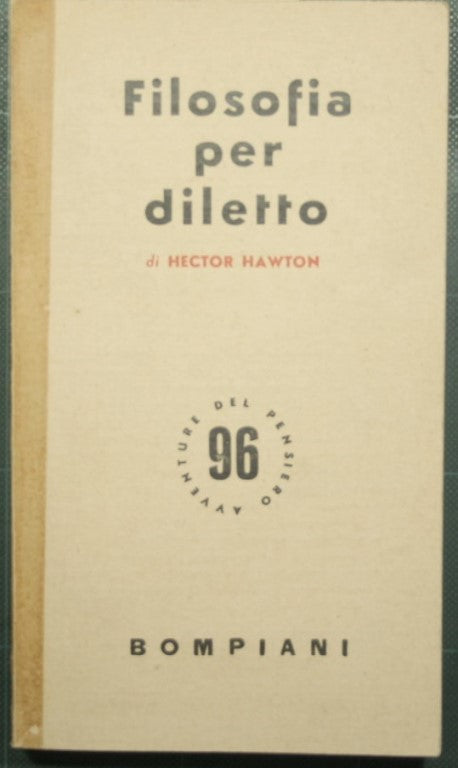 Filosofia
per
diletto
di HECTOR HAWTON
AVVENTURE DEL PENSIERO
96
BOMPIANI